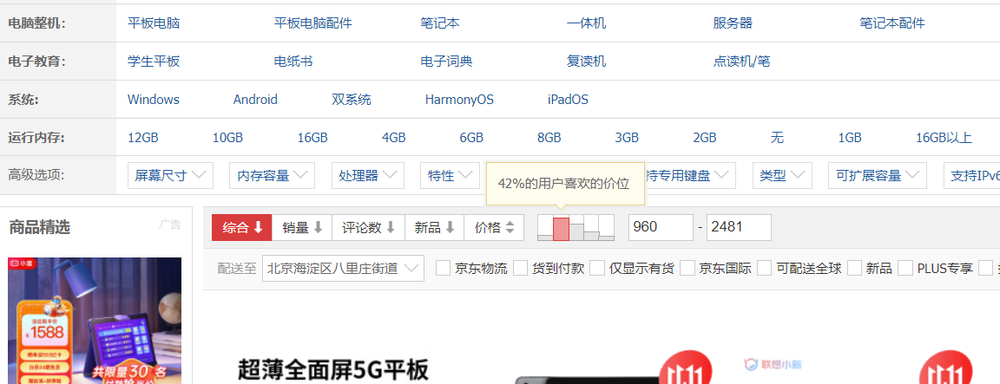 电脑整机： 平板电脑 平板电脑配件 笔记本 一体机 服务器 笔记本配件
电子教育： 学生平板 电纸书 电子词典 复读机 点读机/笔
系统： Windows Android 双系统 HarmonyOS iPadOS
运行内存： 12GB 10GB 16GB 4GB 6GB 8GB 3GB 2GB 无 1GB 16GB以上
高级选项： 屏幕尺寸 内存容量 处理器 特性 持专用键盘 类型 可扩展容量 支持IPv6
42%的用户喜欢的价位
商品精选 广告
综合 销量 评论数 新品 价格 960 - 2481
配送至 北京海淀区八里庄街道 京东物流 货到付款 仅显示有货 京东国际 可配送全球 新品 PLUS专享
小度
¥1588
共限量30名
超薄全面屏5G平板
联想小新
11.11
11.11